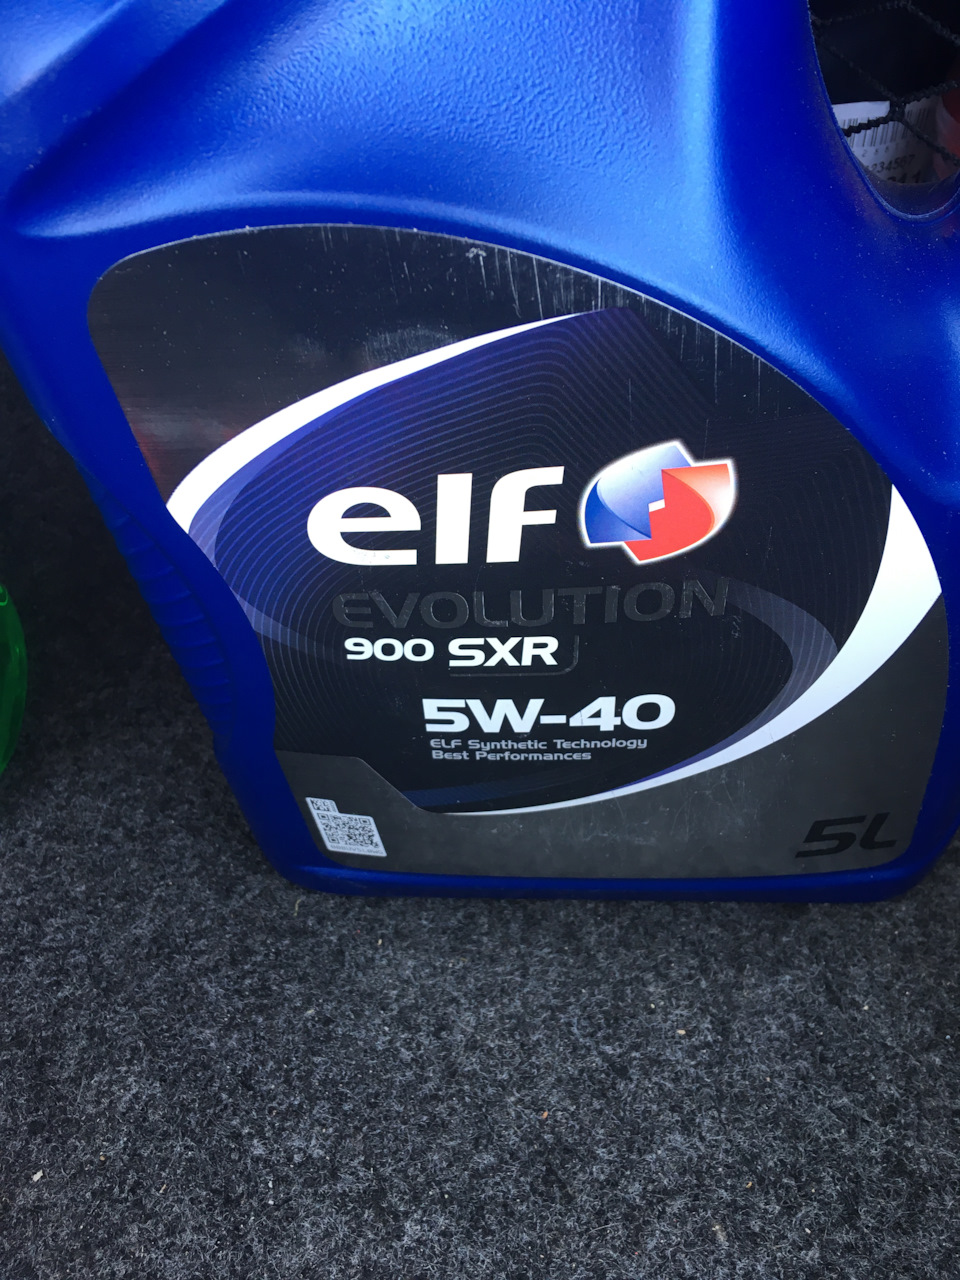 elf
EVOLUTION
900 SXR
5W-40
ELF Synthetic Technology
Best Performances
5L